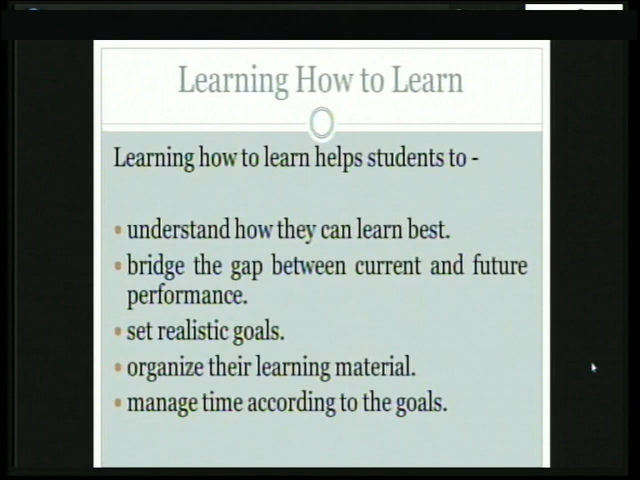 Learning How to Learn
Learning how to learn helps students to -
• understand how they can learn best.
• bridge the gap between current and future
performance.
• set realistic goals.
• organize their learning material.
• manage time according to the goals.